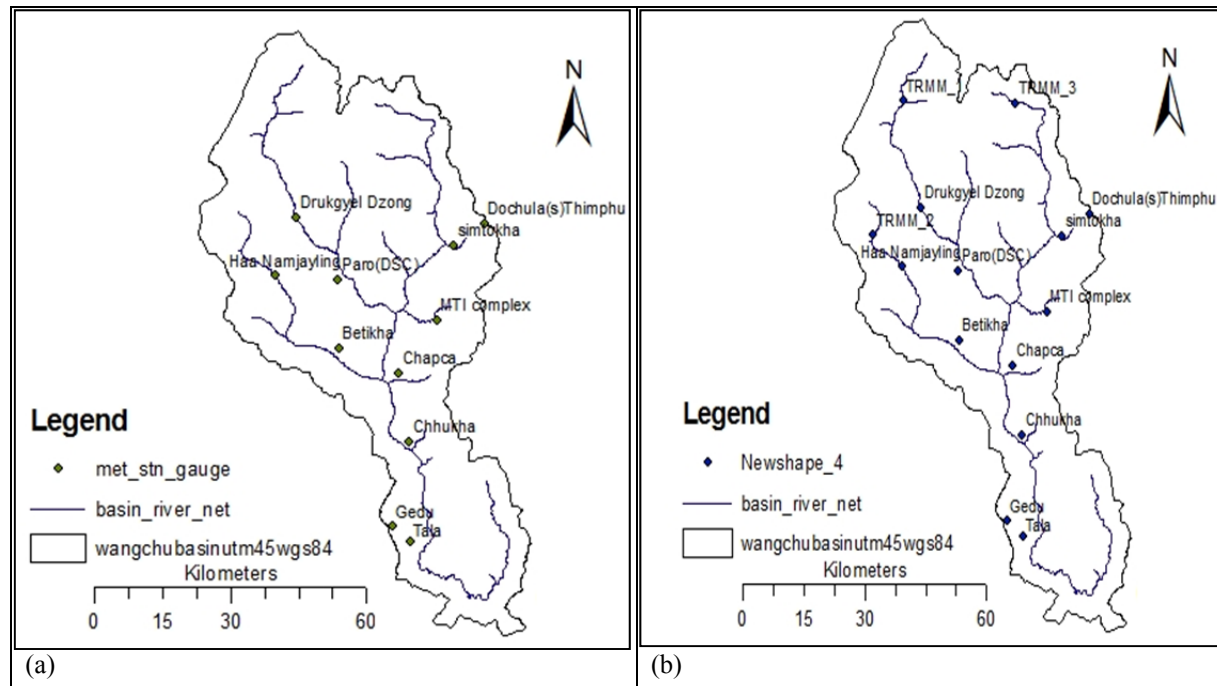 N
Drukgyel Dzong
Dochula(s)Thimphu
simtokha
Haa Namjayling
Paro(DSC)
MTI complex
Betikha
Chapca
Legend
Chhukha
met_stn_gauge
basin_river_net
Gedu
Tala
wangchubasinutm45wgs84
Kilometers
0 15 30 60
(a)
N
TRMM_
TRMM_3
Drukgyel Dzong
Dochula(s)Thimphu
TRMM_2
simtokha
Haa Namjayling
Paro(DSC)
MTI complex
Betikha
Chapca
Legend
Chhukha
Newshape_4
basin_river_net
Gedu
Tala
wangchubasinutm45wgs84
Kilometers
0 15 30 60
(b)